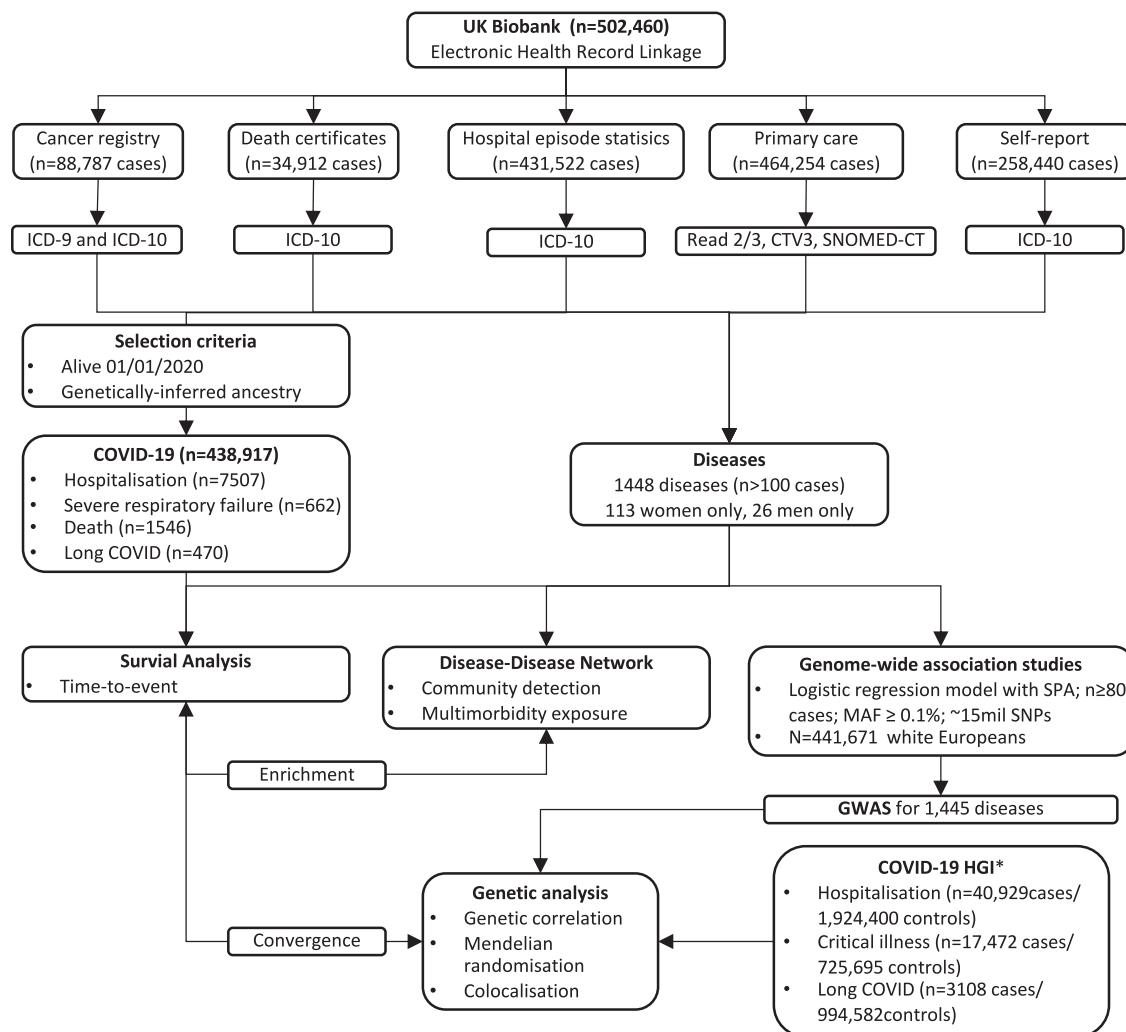 UK Biobank (n=502,460)
Electronic Health Record Linkage
Cancer registry
(n=88,787 cases)
Death certificates
(n=34,912 cases)
Hospital episode statisics
(n=431,522 cases)
Primary care
(n=464,254 cases)
Self-report
(n=258,440 cases)
ICD-9 and ICD-10
ICD-10
ICD-10
Read 2/3, CTV3, SNOMED-CT
ICD-10
Selection criteria
• Alive 01/01/2020
• Genetically-inferred ancestry
COVID-19 (n=438,917)
• Hospitalisation (n=7507)
• Severe respiratory failure (n=662)
• Death (n=1546)
• Long COVID (n=470)
Diseases
1448 diseases (n>100 cases)
113 women only, 26 men only
Survial Analysis
• Time-to-event
Disease-Disease Network
• Community detection
• Multimorbidity exposure
Genome-wide association studies
• Logistic regression model with SPA; n≥80
cases; MAF ≥ 0.1%; ~15mil SNPs
• N=441,671 white Europeans
Enrichment
GWAS for 1,445 diseases
Genetic analysis
• Genetic correlation
• Mendelian
randomisation
• Colocalisation
Convergence
COVID-19 HGI*
• Hospitalisation (n=40,929cases/
1,924,400 controls)
• Critical illness (n=17,472 cases/
725,695 controls)
• Long COVID (n=3108 cases/
994,582controls)